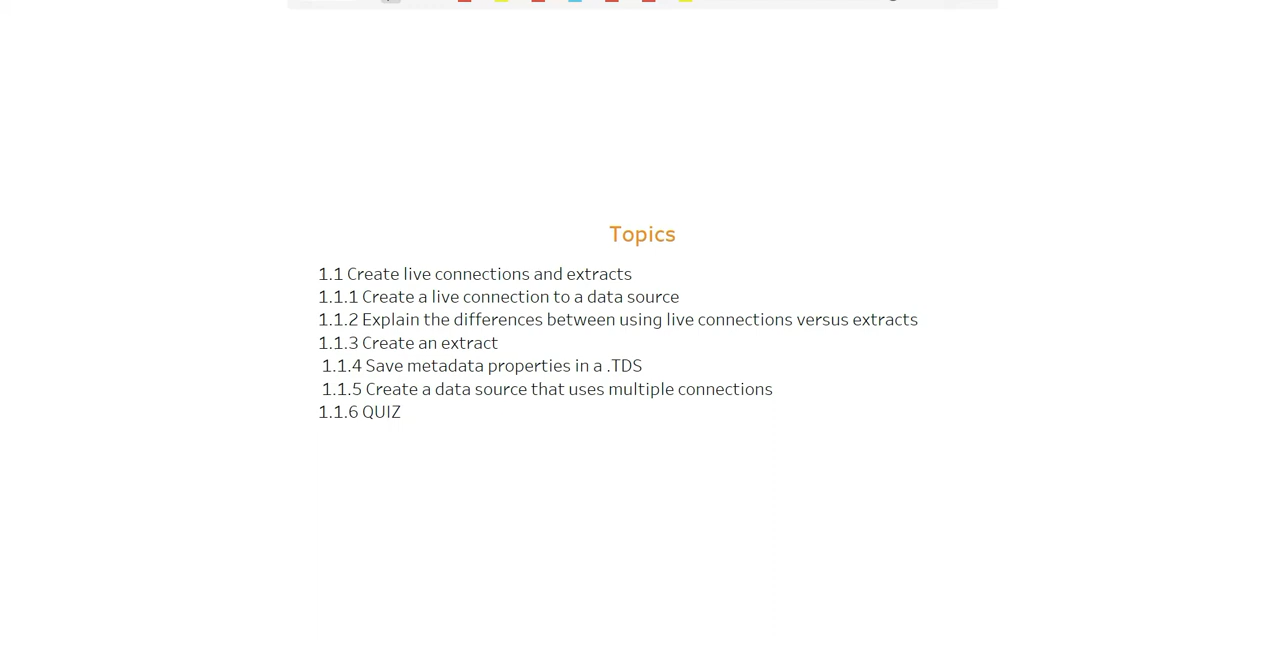 Topics
1.1 Create live connections and extracts
1.1.1 Create a live connection to a data source
1.1.2 Explain the differences between using live connections versus extracts
1.1.3 Create an extract
1.1.4 Save metadata properties in a .TDS
1.1.5 Create a data source that uses multiple connections
1.1.6 QUIZ